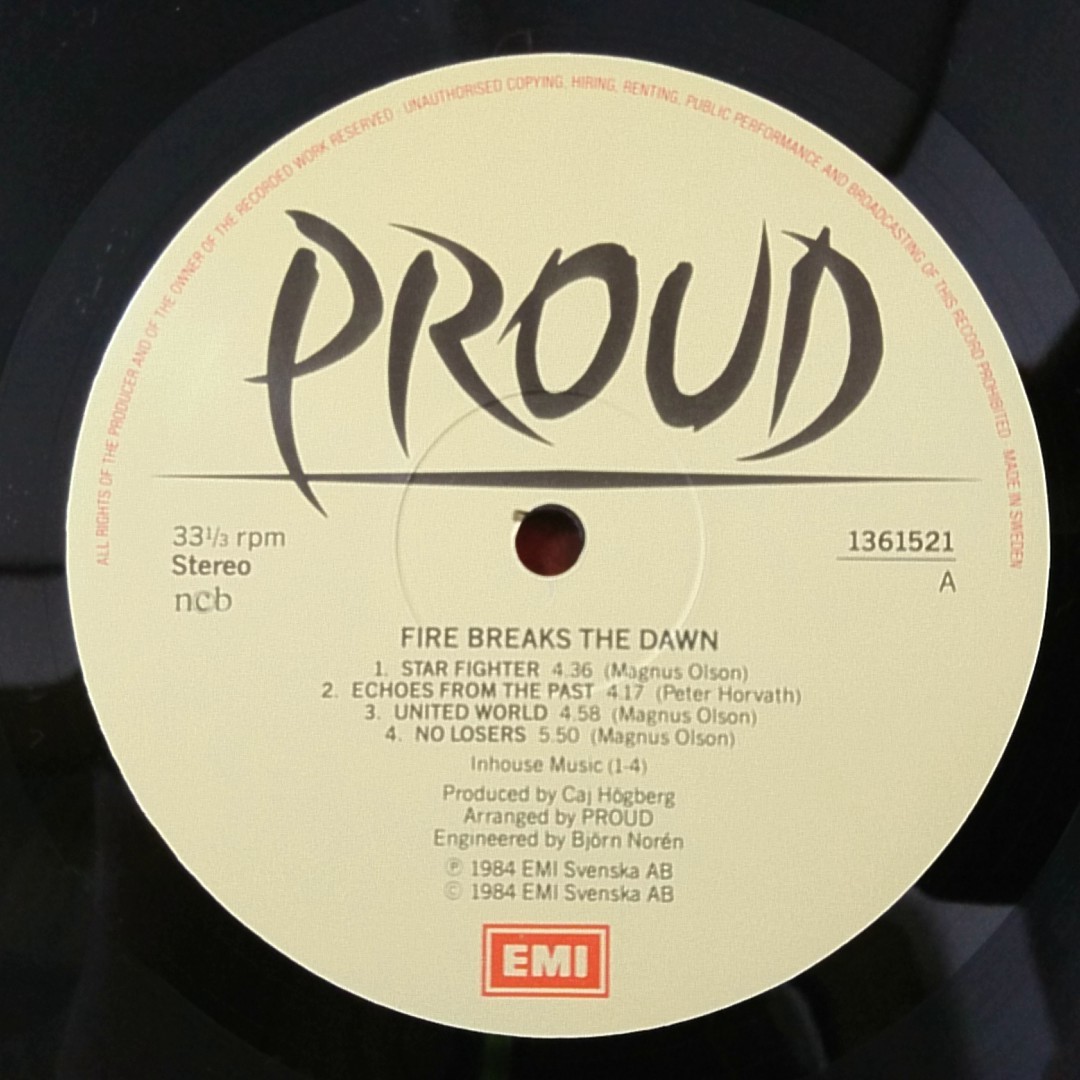 ALL RIGHTS OF THE PRODUCER AND OF THE OWNER OF THE RECORDED WORK RESERVED · UNAUTHORISED COPYING, HIRING, RENTING, PUBLIC PERFORMANCE AND BROADCASTING OF THIS RECORD PROHIBITED · MADE IN SWEDEN
PROUD
33 1/3 rpm
Stereo
ncb
1361521
A
FIRE BREAKS THE DAWN
1. STAR FIGHTER 4.36 (Magnus Olson)
2. ECHOES FROM THE PAST 4.17 (Peter Horvath)
3. UNITED WORLD 4.58 (Magnus Olson)
4. NO LOSERS 5.50 (Magnus Olson)
Inhouse Music (1-4)
Produced by Caj Högberg
Arranged by PROUD
Engineered by Björn Norén
℗ 1984 EMI Svenska AB
© 1984 EMI Svenska AB
EMI